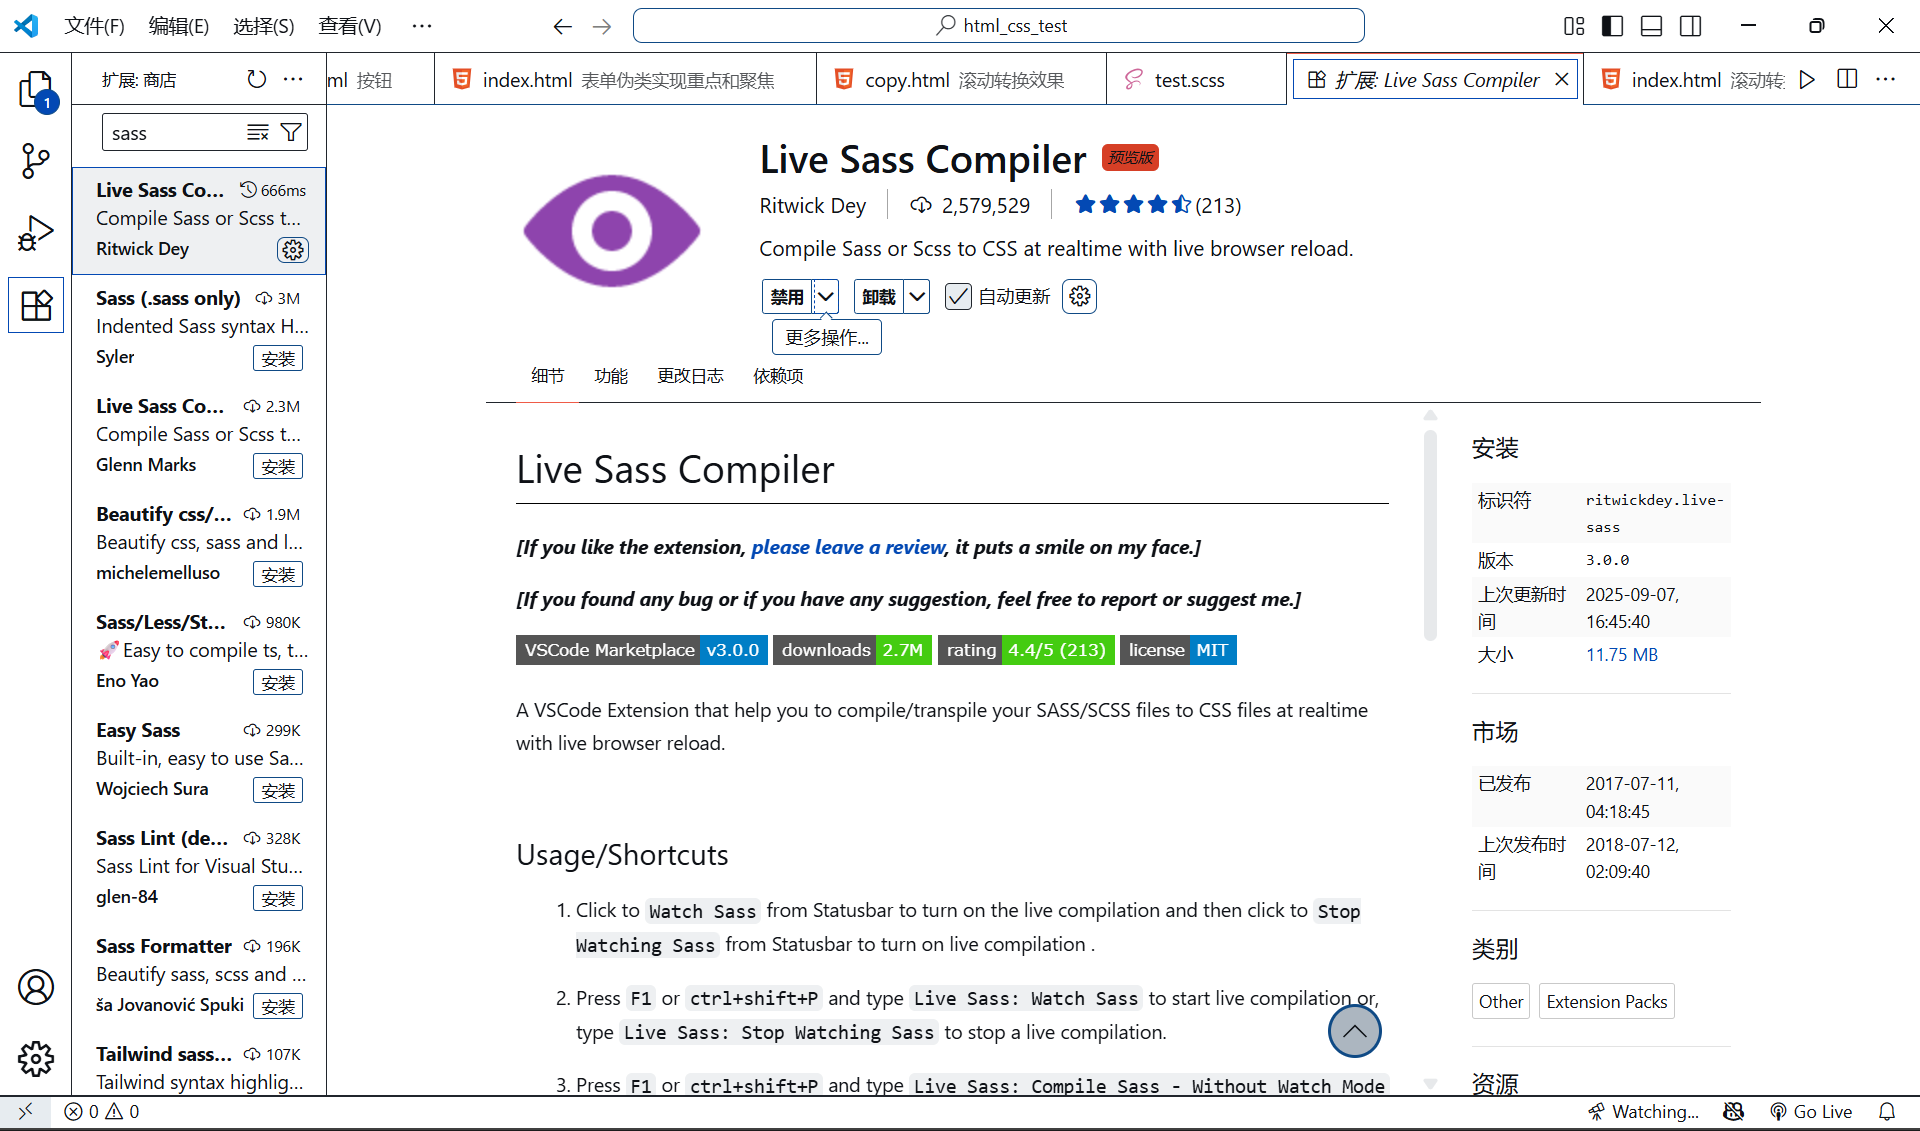 文件(F) 编辑(E) 选择(S) 查看(V) ··· html_css_test
扩展: 商店 ml 按钮 index.html 表单伪类实现重点和聚焦 copy.html 滚动转换效果 test.scss 扩展: Live Sass Compiler index.html 滚动转
1
sass
Live Sass Co... 666ms
Compile Sass or Scss t...
Ritwick Dey
Sass (.sass only) 3M
Indented Sass syntax H...
Syler 安装
Live Sass Co... 2.3M
Compile Sass or Scss t...
Glenn Marks 安装
Beautify css/... 1.9M
Beautify css, sass and l...
michelemelluso 安装
Sass/Less/St... 980K
🚀 Easy to compile ts, t...
Eno Yao 安装
Easy Sass 299K
Built-in, easy to use Sa...
Wojciech Sura 安装
Sass Lint (de... 328K
Sass Lint for Visual Stu...
glen-84 安装
Sass Formatter 196K
Beautify sass, scss and ...
ša Jovanović Spuki 安装
Tailwind sass... 107K
Tailwind syntax highlig...
Live Sass Compiler 预览版
Ritwick Dey 2,579,529 (213)
Compile Sass or Scss to CSS at realtime with live browser reload.
禁用 卸载 自动更新
更多操作...
细节 功能 更改日志 依赖项
Live Sass Compiler
[If you like the extension, please leave a review, it puts a smile on my face.]
[If you found any bug or if you have any suggestion, feel free to report or suggest me.]
VSCode Marketplace v3.0.0 downloads 2.7M rating 4.4/5 (213) license MIT
A VSCode Extension that help you to compile/transpile your SASS/SCSS files to CSS files at realtime
with live browser reload.
Usage/Shortcuts
1. Click to Watch Sass from Statusbar to turn on the live compilation and then click to Stop
Watching Sass from Statusbar to turn on live compilation .
2. Press F1 or ctrl+shift+P and type Live Sass: Watch Sass to start live compilation or,
type Live Sass: Stop Watching Sass to stop a live compilation.
3. Press F1 or ctrl+shift+P and type Live Sass: Compile Sass - Without Watch Mode
安装
标识符 ritwickdey.live-
sass
版本 3.0.0
上次更新时 2025-09-07,
间 16:45:40
大小 11.75 MB
市场
已发布 2017-07-11,
04:18:45
上次发布时 2018-07-12,
间 02:09:40
类别
Other Extension Packs
资源
0 0 Watching... Go Live